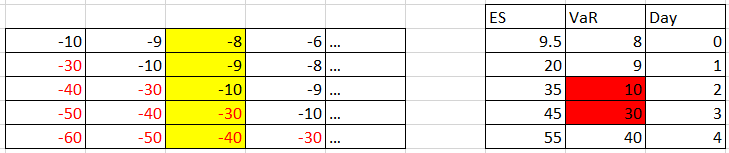 ES VaR Day
-10 -9 -8 -6 ... 9.5 8 0
-30 -10 -9 -8 ... 20 9 1
-40 -30 -10 -9 ... 35 10 2
-50 -40 -30 -10 ... 45 30 3
-60 -50 -40 -30 ... 55 40 4